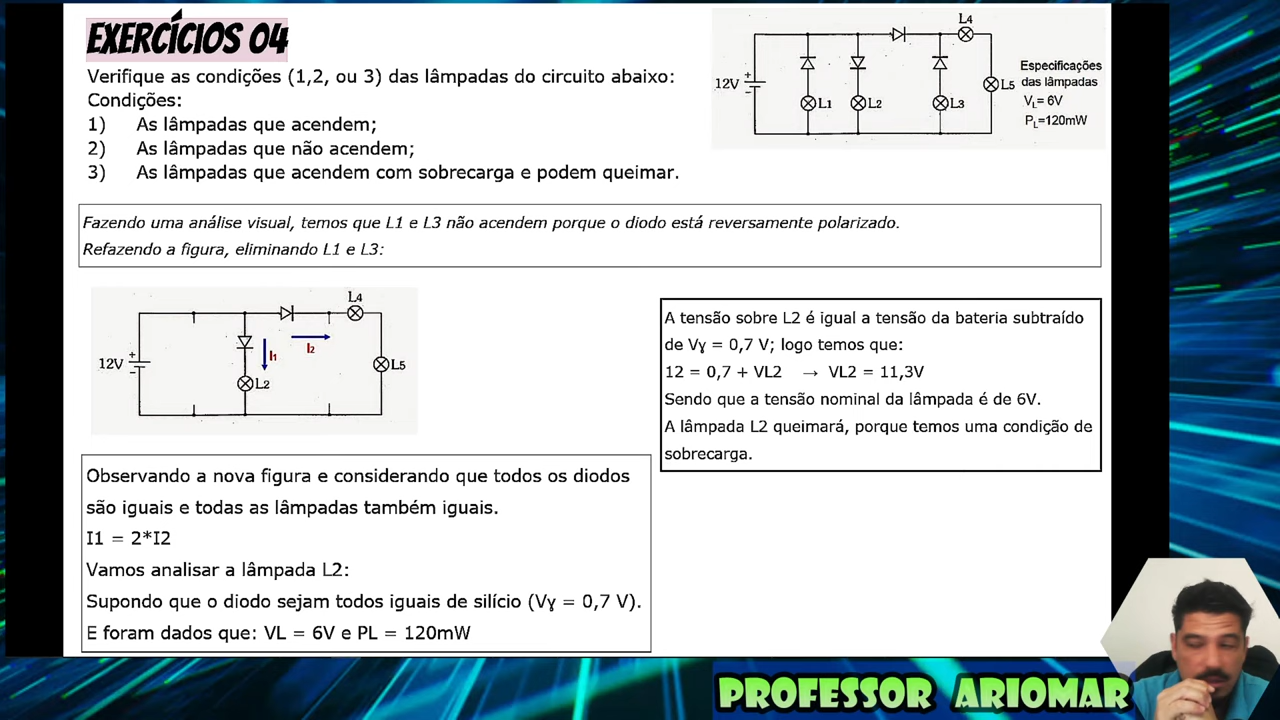 EXERCÍCIOS 04
Verifique as condições (1,2, ou 3) das lâmpadas do circuito abaixo:
Condições:
1) As lâmpadas que acendem;
2) As lâmpadas que não acendem;
3) As lâmpadas que acendem com sobrecarga e podem queimar.
L4
12V
+
-
L1
L2
L3
L5
Especificações
das lâmpadas
VL= 6V
PL=120mW
Fazendo uma análise visual, temos que L1 e L3 não acendem porque o diodo está reversamente polarizado.
Refazendo a figura, eliminando L1 e L3:
L4
12V
+
-
I1
I2
L2
L5
A tensão sobre L2 é igual a tensão da bateria subtraído
de Vɣ = 0,7 V; logo temos que:
12 = 0,7 + VL2 → VL2 = 11,3V
Sendo que a tensão nominal da lâmpada é de 6V.
A lâmpada L2 queimará, porque temos uma condição de
sobrecarga.
Observando a nova figura e considerando que todos os diodos
são iguais e todas as lâmpadas também iguais.
I1 = 2*I2
Vamos analisar a lâmpada L2:
Supondo que o diodo sejam todos iguais de silício (Vɣ = 0,7 V).
E foram dados que: VL = 6V e PL = 120mW
PROFESSOR ARIOMAR